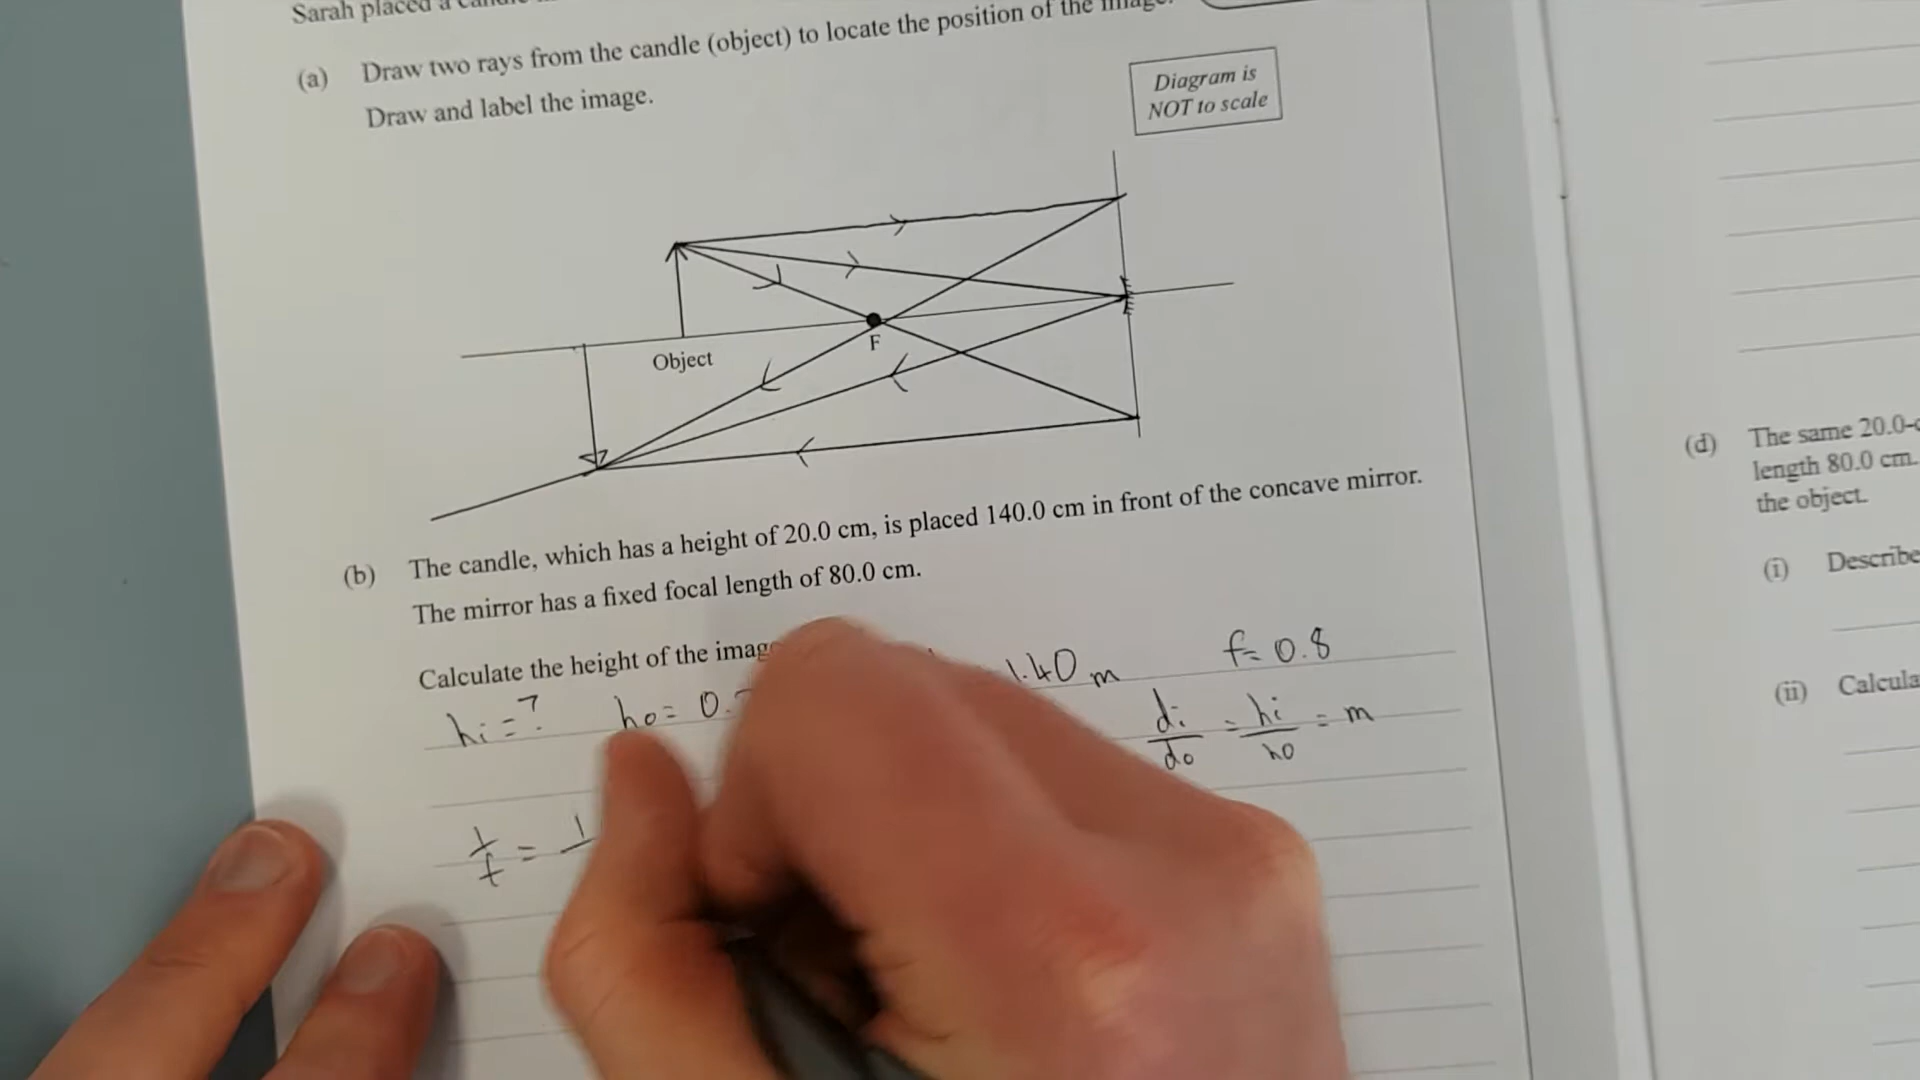 Sarah placed a
(a) Draw two rays from the candle (object) to locate the position of the image.
Draw and label the image.
Diagram is
NOT to scale
Object
F
(b) The candle, which has a height of 20.0 cm, is placed 140.0 cm in front of the concave mirror.
The mirror has a fixed focal length of 80.0 cm.
Calculate the height of the imag
1.40 m f= 0.8
hi=? ho= 0.
di/do = hi/ho = m
1/f = 1
(d) The same 20.0-c
length 80.0 cm.
the object.
(i) Describe
(ii) Calcula